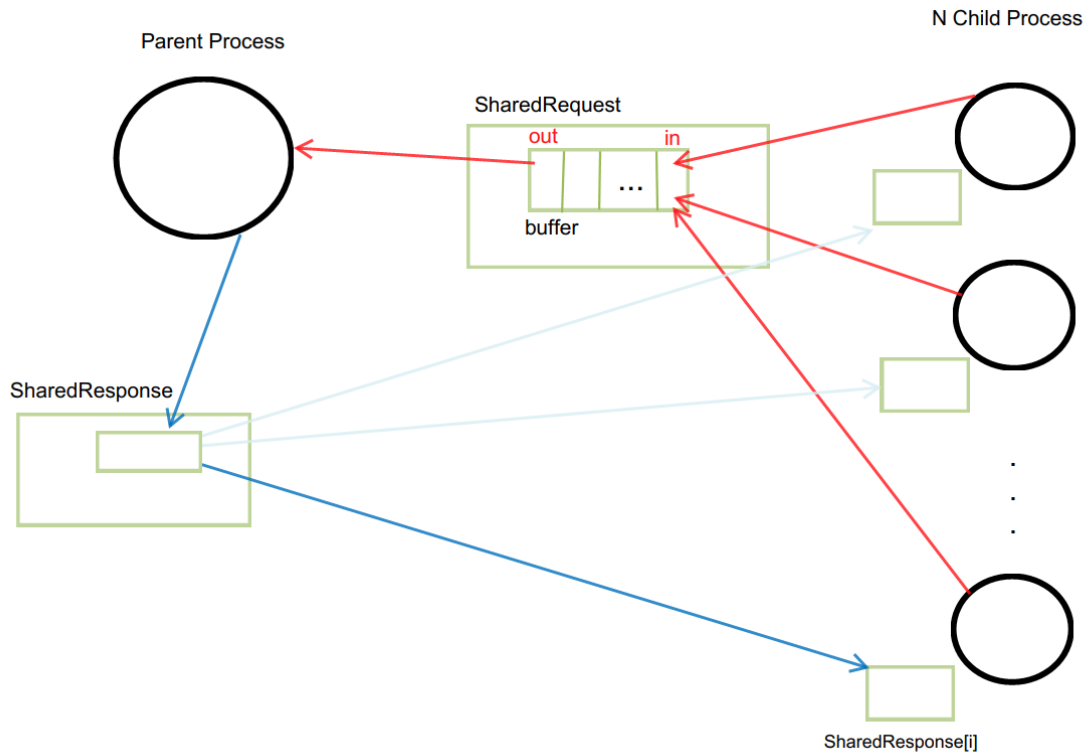 N Child Process
Parent Process
SharedRequest
out
in
...
buffer
SharedResponse
.
.
.
SharedResponse[i]